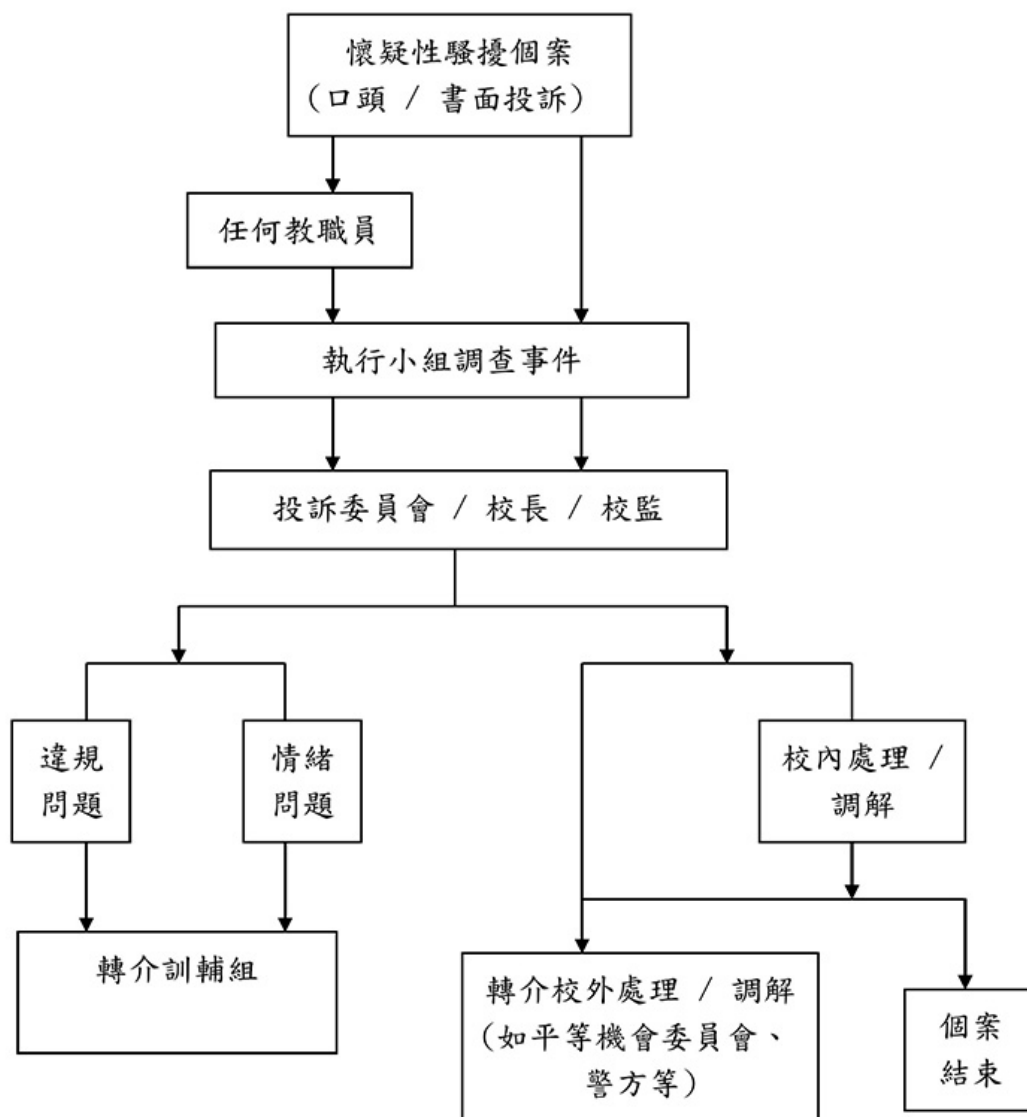 懷疑性騷擾個案
(口頭 / 書面投訴)
任何教職員
執行小組調查事件
投訴委員會 / 校長 / 校監
違規
問題
情緒
問題
校內處理 /
調解
轉介訓輔組
轉介校外處理 / 調解
(如平等機會委員會、
警方等)
個案
結束